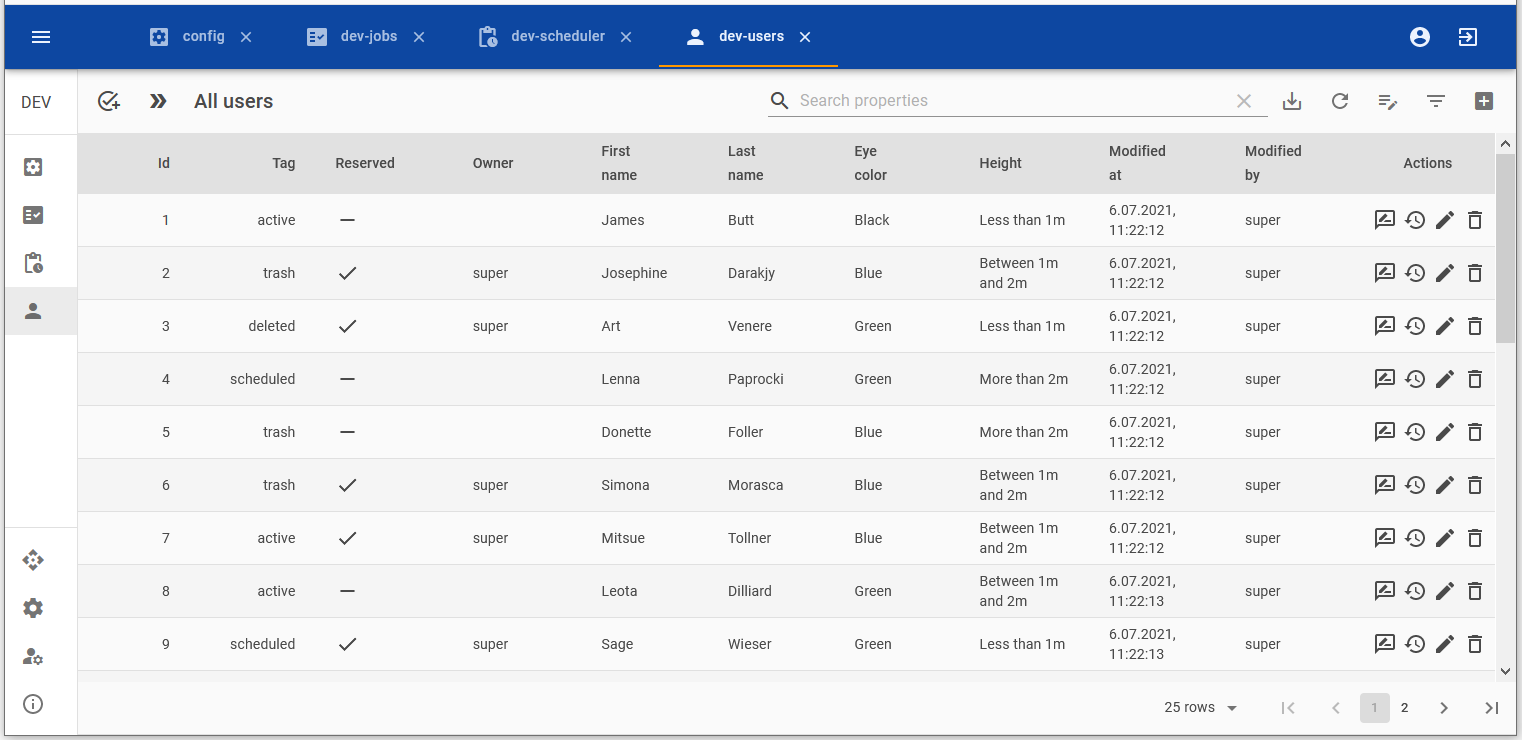 config dev-jobs dev-scheduler dev-users
DEV All users Search properties
Id Tag Reserved Owner First name Last name Eye color Height Modified at Modified by Actions
1 active James Butt Black Less than 1m 6.07.2021, 11:22:12 super
2 trash super Josephine Darakjy Blue Between 1m and 2m 6.07.2021, 11:22:12 super
3 deleted super Art Venere Green Less than 1m 6.07.2021, 11:22:12 super
4 scheduled Lenna Paprocki Green More than 2m 6.07.2021, 11:22:12 super
5 trash Donette Foller Blue More than 2m 6.07.2021, 11:22:12 super
6 trash super Simona Morasca Blue Between 1m and 2m 6.07.2021, 11:22:12 super
7 active super Mitsue Tollner Blue Between 1m and 2m 6.07.2021, 11:22:12 super
8 active Leota Dilliard Green Between 1m and 2m 6.07.2021, 11:22:13 super
9 scheduled super Sage Wieser Green Less than 1m 6.07.2021, 11:22:13 super
25 rows 1 2